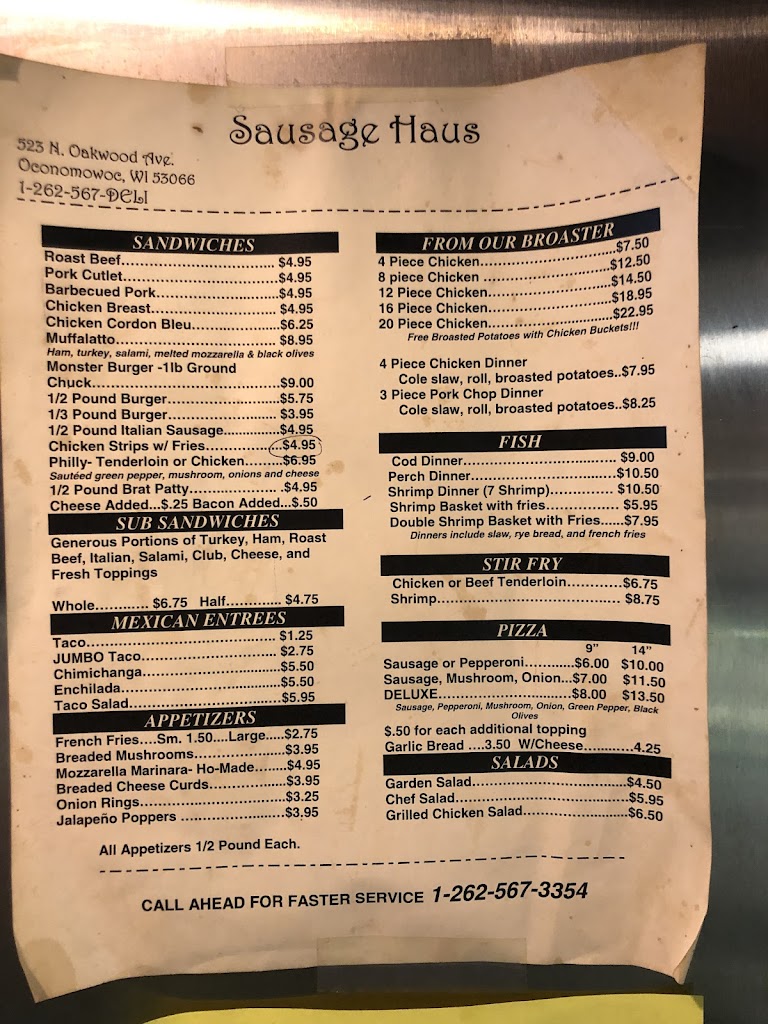 Sausage Haus
523 N. Oakwood Ave.
Oconomowoc, WI 53066
1-262-567-DELI
SANDWICHES
Roast Beef............................... $4.95
Pork Cutlet............................... $4.95
Barbecued Pork........................ $4.95
Chicken Breast......................... $4.95
Chicken Cordon Bleu................$6.25
Muffalatto................................. $8.95
Ham, turkey, salami, melted mozzarella & black olives
Monster Burger -1lb Ground
Chuck......................................$9.00
1/2 Pound Burger.....................$5.75
1/3 Pound Burger.....................$3.95
1/2 Pound Italian Sausage..........$4.95
Chicken Strips w/ Fries..............$4.95
Philly- Tenderloin or Chicken.......$6.95
Sautéed green pepper, mushroom, onions and cheese
1/2 Pound Brat Patty................. .$4.95
Cheese Added...$.25 Bacon Added...$.50
SUB SANDWICHES
Generous Portions of Turkey, Ham, Roast
Beef, Italian, Salami, Club, Cheese, and
Fresh Toppings
Whole............ $6.75 Half........... $4.75
MEXICAN ENTREES
Taco........................................ $1.25
JUMBO Taco............................ $2.75
Chimichanga............................$5.50
Enchilada.................................$5.50
Taco Salad...............................$5.95
APPETIZERS
French Fries....Sm. 1.50....Large.....$2.75
Breaded Mushrooms..................$3.95
Mozzarella Marinara- Ho-Made.......$4.95
Breaded Cheese Curds................$3.95
Onion Rings.............................$3.25
Jalapeño Poppers .....................$3.95
All Appetizers 1/2 Pound Each.
FROM OUR BROASTER
4 Piece Chicken...........................$7.50
8 piece Chicken .........................$12.50
12 Piece Chicken........................$14.50
16 Piece Chicken........................$18.95
20 Piece Chicken........................$22.95
Free Broasted Potatoes with Chicken Buckets!!!
4 Piece Chicken Dinner
Cole slaw, roll, broasted potatoes..$7.95
3 Piece Pork Chop Dinner
Cole slaw, roll, broasted potatoes..$8.25
FISH
Cod Dinner............................... $9.00
Perch Dinner.............................$10.50
Shrimp Dinner (7 Shrimp)............. $10.50
Shrimp Basket with fries................$5.95
Double Shrimp Basket with Fries......$7.95
Dinners include slaw, rye bread, and french fries
STIR FRY
Chicken or Beef Tenderloin............$6.75
Shrimp..................................... $8.75
PIZZA
9" 14"
Sausage or Pepperoni...........$6.00 $10.00
Sausage, Mushroom, Onion...$7.00 $11.50
DELUXE..............................$8.00 $13.50
Sausage, Pepperoni, Mushroom, Onion, Green Pepper, Black
Olives
$.50 for each additional topping
Garlic Bread ....3.50 W/Cheese...........4.25
SALADS
Garden Salad.............................$4.50
Chef Salad.................................$5.95
Grilled Chicken Salad...................$6.50
CALL AHEAD FOR FASTER SERVICE 1-262-567-3354